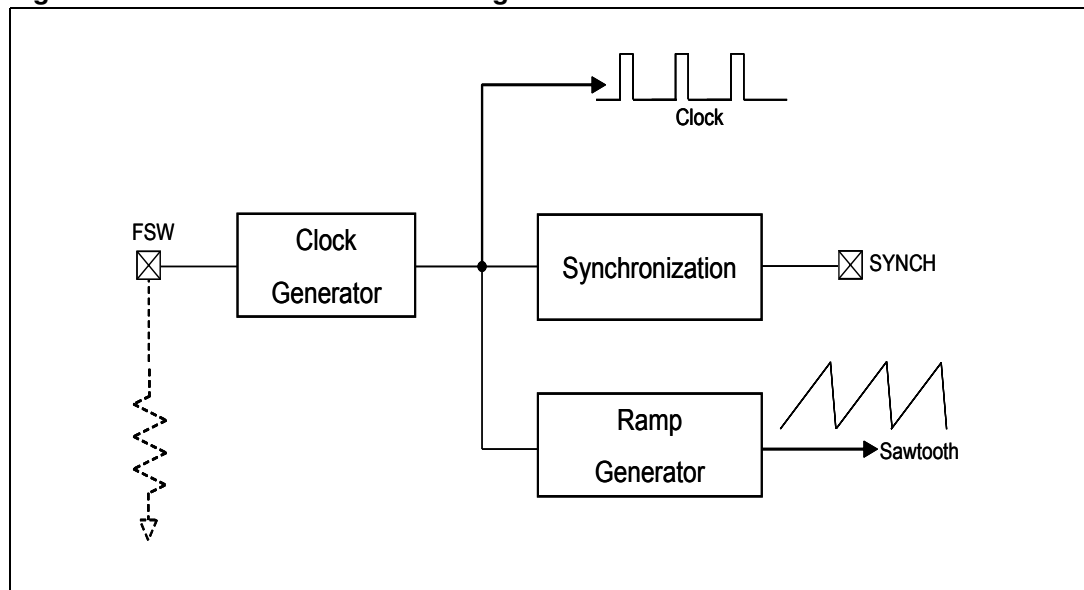 Clock
FSW
Clock
Generator
Synchronization
SYNCH
Ramp
Generator
Sawtooth